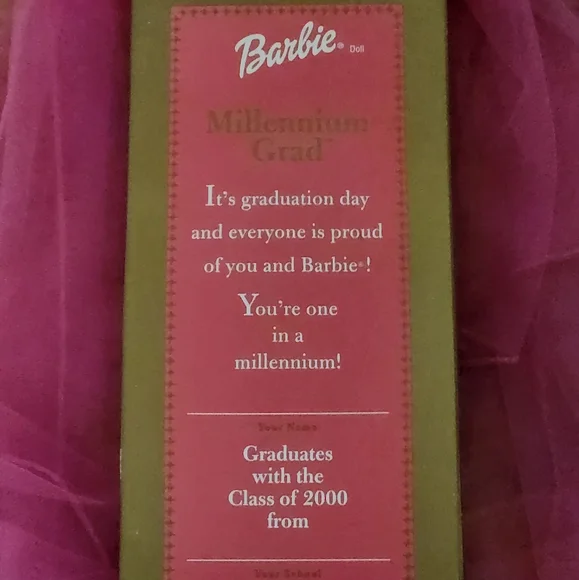 Barbie® Doll
Millennium
Grad™
It's graduation day
and everyone is proud
of you and Barbie®!
You're one
in a
millennium!
Your Name
Graduates
with the
Class of 2000
from
Your School